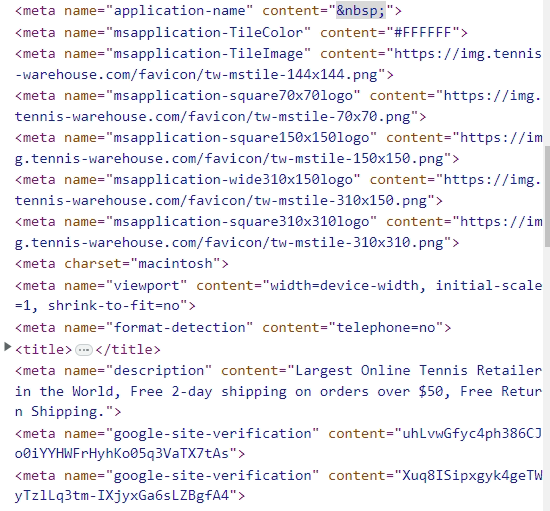 <meta name="application-name" content="&nbsp;">
<meta name="msapplication-TileColor" content="#FFFFFF">
<meta name="msapplication-TileImage" content="https://img.tennis
-warehouse.com/favicon/tw-mstile-144x144.png">
<meta name="msapplication-square70x70logo" content="https://img.
tennis-warehouse.com/favicon/tw-mstile-70x70.png">
<meta name="msapplication-square150x150logo" content="https://im
g.tennis-warehouse.com/favicon/tw-mstile-150x150.png">
<meta name="msapplication-wide310x150logo" content="https://img.
tennis-warehouse.com/favicon/tw-mstile-310x150.png">
<meta name="msapplication-square310x310logo" content="https://im
g.tennis-warehouse.com/favicon/tw-mstile-310x310.png">
<meta charset="macintosh">
<meta name="viewport" content="width=device-width, initial-scale
=1, shrink-to-fit=no">
<meta name="format-detection" content="telephone=no">
<title>…</title>
<meta name="description" content="Largest Online Tennis Retailer
in the World, Free 2-day shipping on orders over $50, Free Retur
n Shipping.">
<meta name="google-site-verification" content="uhLvwGfyc4ph386CJ
o0iYYHWFrHyhKo05q3VaTX7tAs">
<meta name="google-site-verification" content="Xuq8ISipxgyk4geTW
yTzlLq3tm-IXjyxGa6sLZBgfA4">